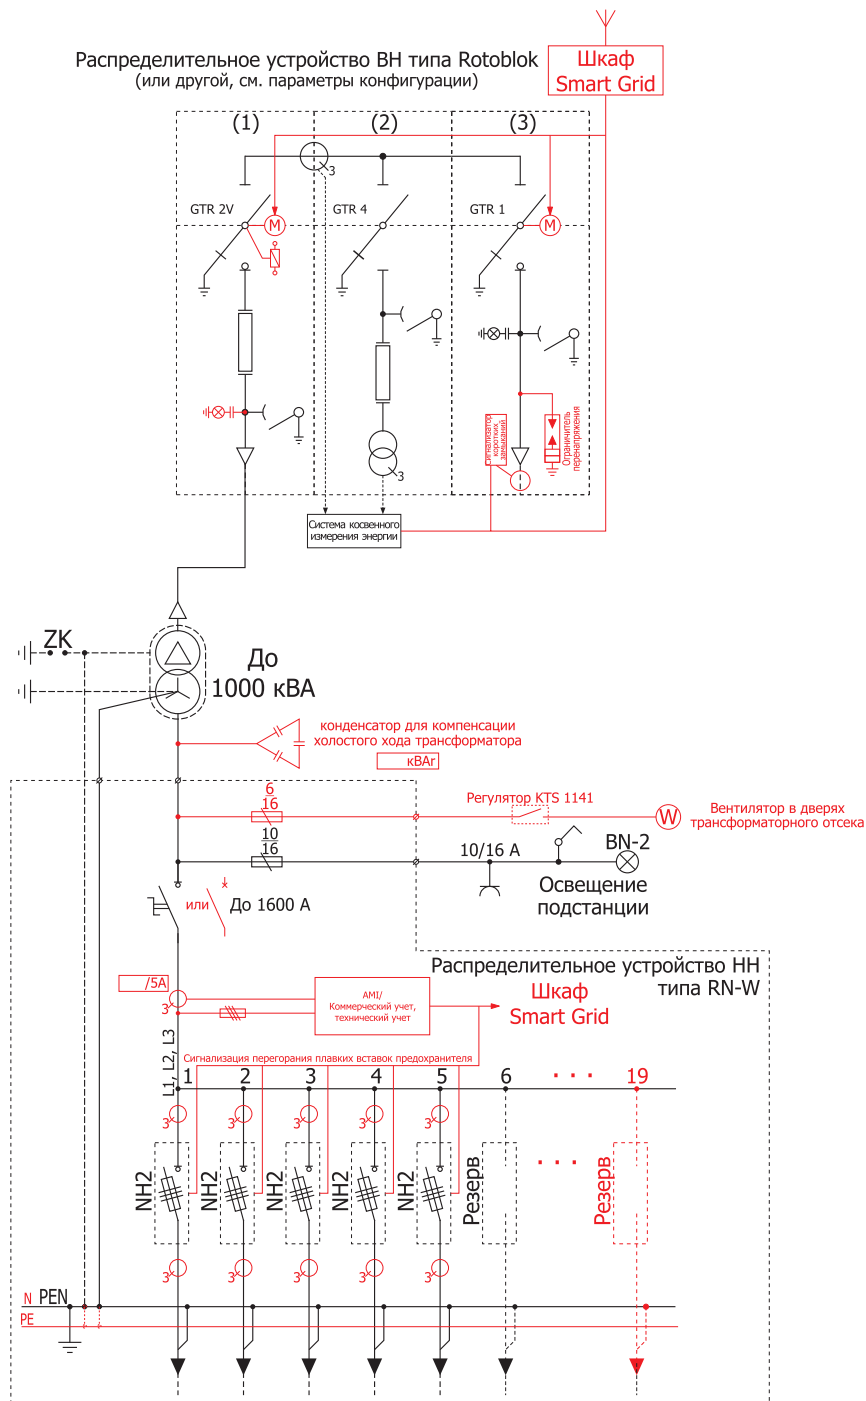 Распределительное устройство ВН типа Rotoblok
(или другой, см. параметры конфигурации)
Шкаф
Smart Grid
(1)
(2)
(3)
3
GTR 2V
M
GTR 4
GTR 1
M
3
Сигнализатор
коротких
замыканий
Ограничитель
перенапряжения
Система косвенного
измерения энергии
ZK
До
1000 кВА
конденсатор для компенсации
холостого хода трансформатора
кВАr
6
16
Регулятор KTS 1141
W
Вентилятор в дверях
трансформаторного отсека
10
16
10/16 А
BN-2
Освещение
подстанции
или
До 1600 А
Распределительное устройство НН
типа RN-W
Шкаф
Smart Grid
/5А
3
AMI/
Коммерческий учет,
технический учет
L1, L2, L3
Сигнализация перегорания плавких вставок предохранителя
1 2 3 4 5 6 · · · 19
3 3 3 3 3
NH2 NH2 NH2 NH2 NH2 Резерв · · · Резерв
3 3 3 3 3
N PEN
PE